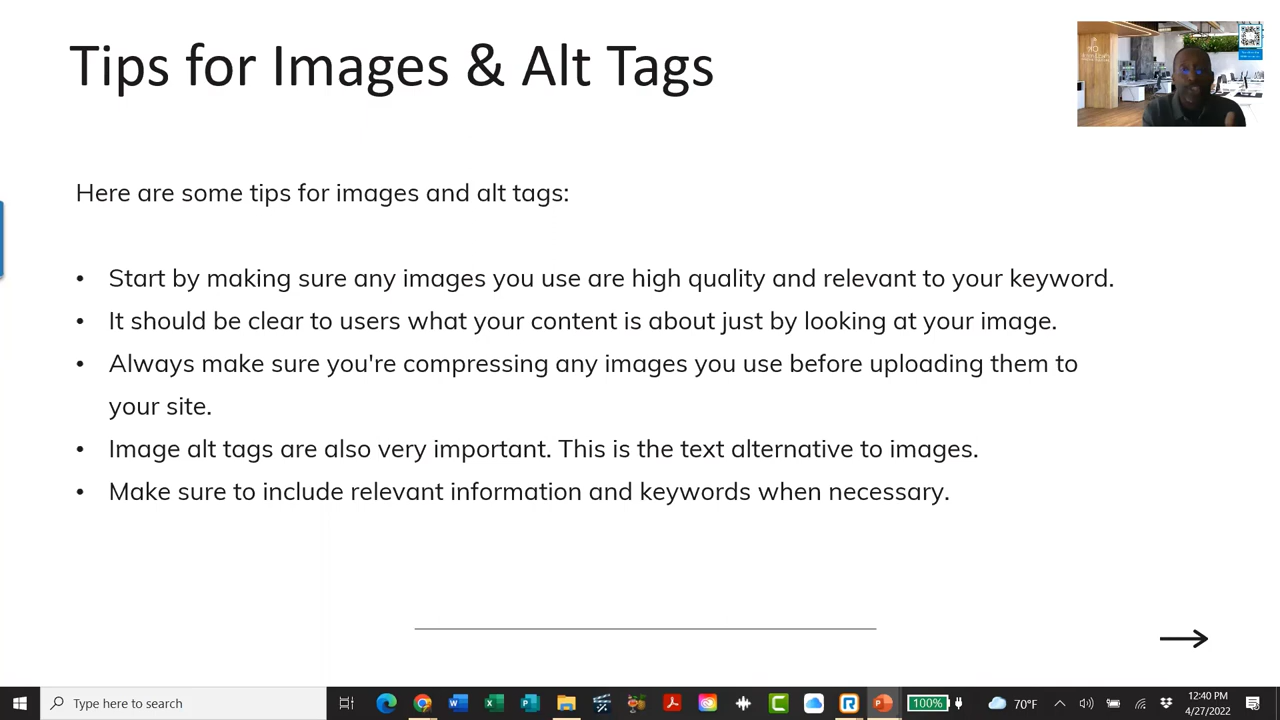 Tips for Images & Alt Tags
Here are some tips for images and alt tags:
• Start by making sure any images you use are high quality and relevant to your keyword.
• It should be clear to users what your content is about just by looking at your image.
• Always make sure you're compressing any images you use before uploading them to
your site.
• Image alt tags are also very important. This is the text alternative to images.
• Make sure to include relevant information and keywords when necessary.
Type here to search
100%
70°F
12:40 PM
4/27/2022